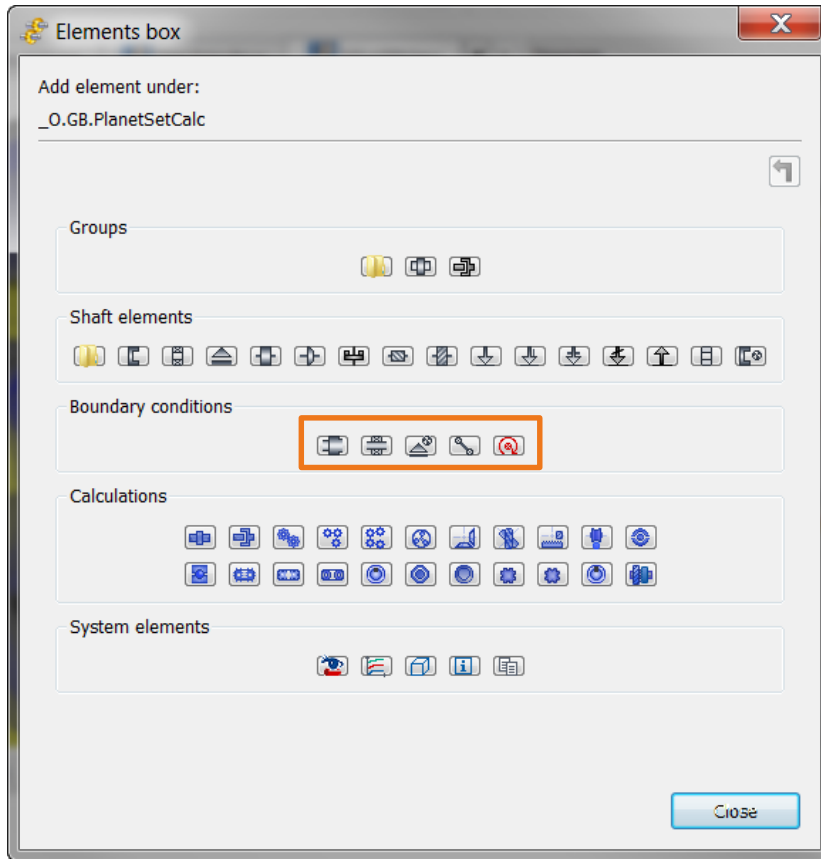 Elements box
Add element under:
_O.GB.PlanetSetCalc
Groups
Shaft elements
Boundary conditions
Calculations
System elements
Close